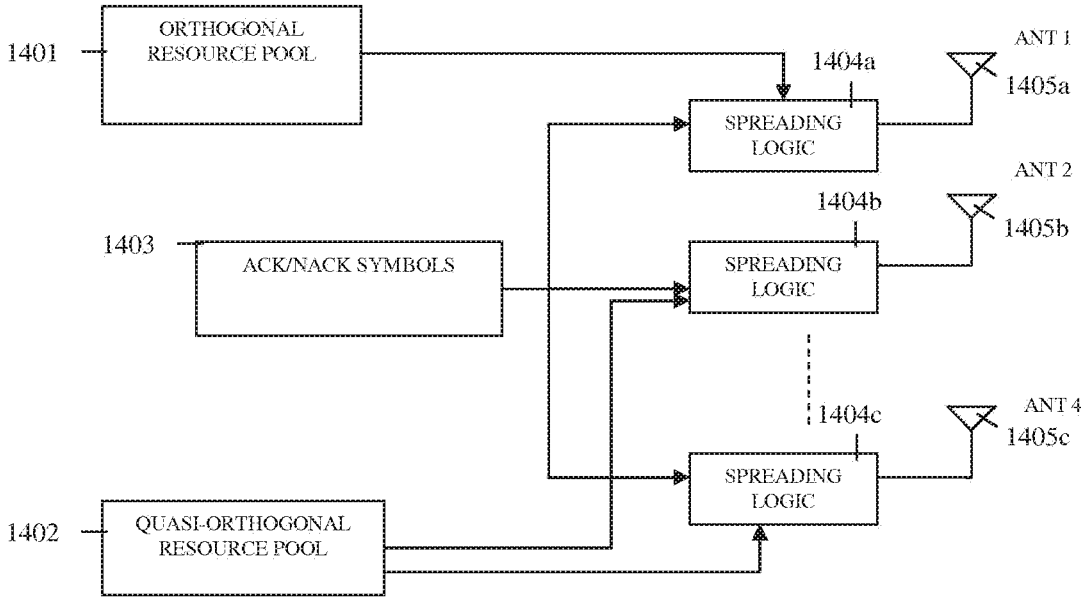 ORTHOGONAL
RESOURCE POOL
1401
ANT 1
1404a
1405a
SPREADING
LOGIC
ANT 2
1404b
1405b
1403
ACK/NACK SYMBOLS
SPREADING
LOGIC
ANT 4
1404c
1405c
SPREADING
LOGIC
1402
QUASI-ORTHOGONAL
RESOURCE POOL